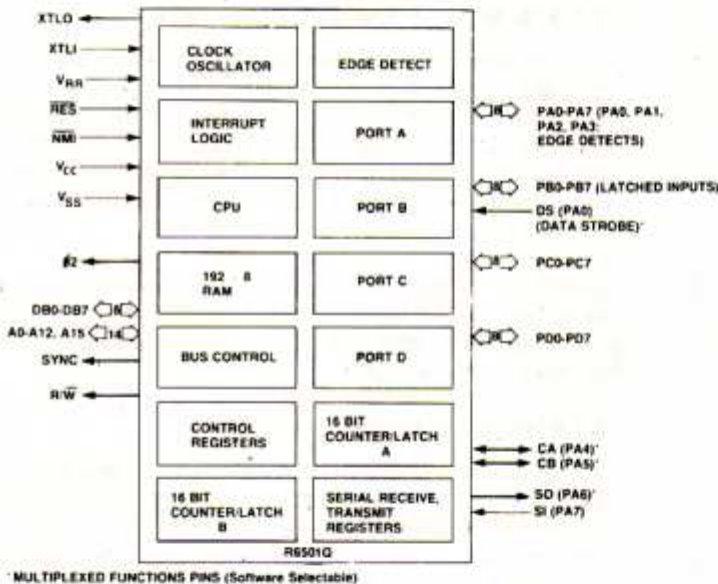 XTLO
XTLI
VRR
RES
NMI
VCC
VSS
ø2
DB0-DB7 8
A0-A12, A15 14
SYNC
R/W
CLOCK
OSCILLATOR
EDGE DETECT
INTERRUPT
LOGIC
PORT A
CPU
PORT B
192 8
RAM
PORT C
BUS CONTROL
PORT D
CONTROL
REGISTERS
16 BIT
COUNTER/LATCH
A
16 BIT
COUNTER/LATCH
B
SERIAL RECEIVE,
TRANSMIT
REGISTERS
R6501Q
8 PA0-PA7 (PA0, PA1,
PA2, PA3:
EDGE DETECTS)
8 PB0-PB7 (LATCHED INPUTS)
DS (PA0)
(DATA STROBE)*
8 PC0-PC7
8 PD0-PD7
CA (PA4)*
CB (PA5)*
SO (PA6)*
SI (PA7)
*MULTIPLEXED FUNCTIONS PINS (Software Selectable)